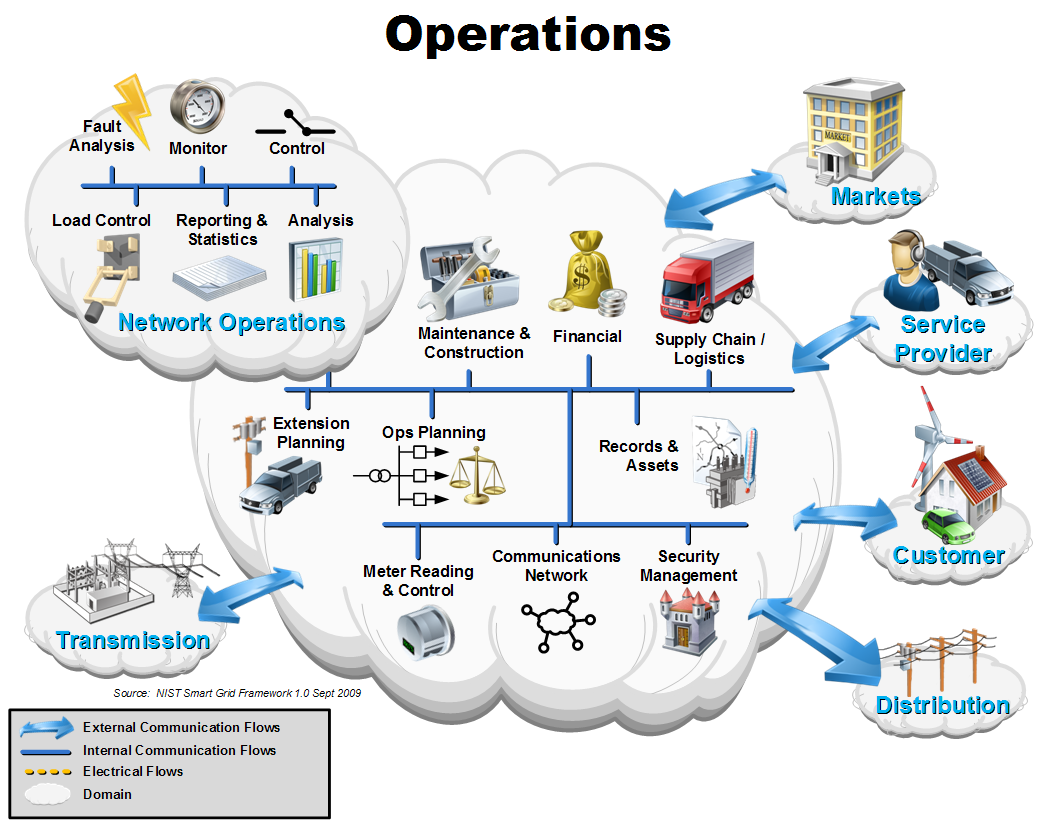 Operations
Fault
Analysis
Monitor
Control
Load Control
Reporting &
Statistics
Analysis
Network Operations
MARKET
Markets
Maintenance &
Construction
Financial
Supply Chain /
Logistics
Service
Provider
Extension
Planning
Ops Planning
Records &
Assets
N
Customer
Meter Reading
& Control
Communications
Network
Security
Management
Transmission
Distribution
Source: NIST Smart Grid Framework 1.0 Sept 2009
External Communication Flows
Internal Communication Flows
Electrical Flows
Domain